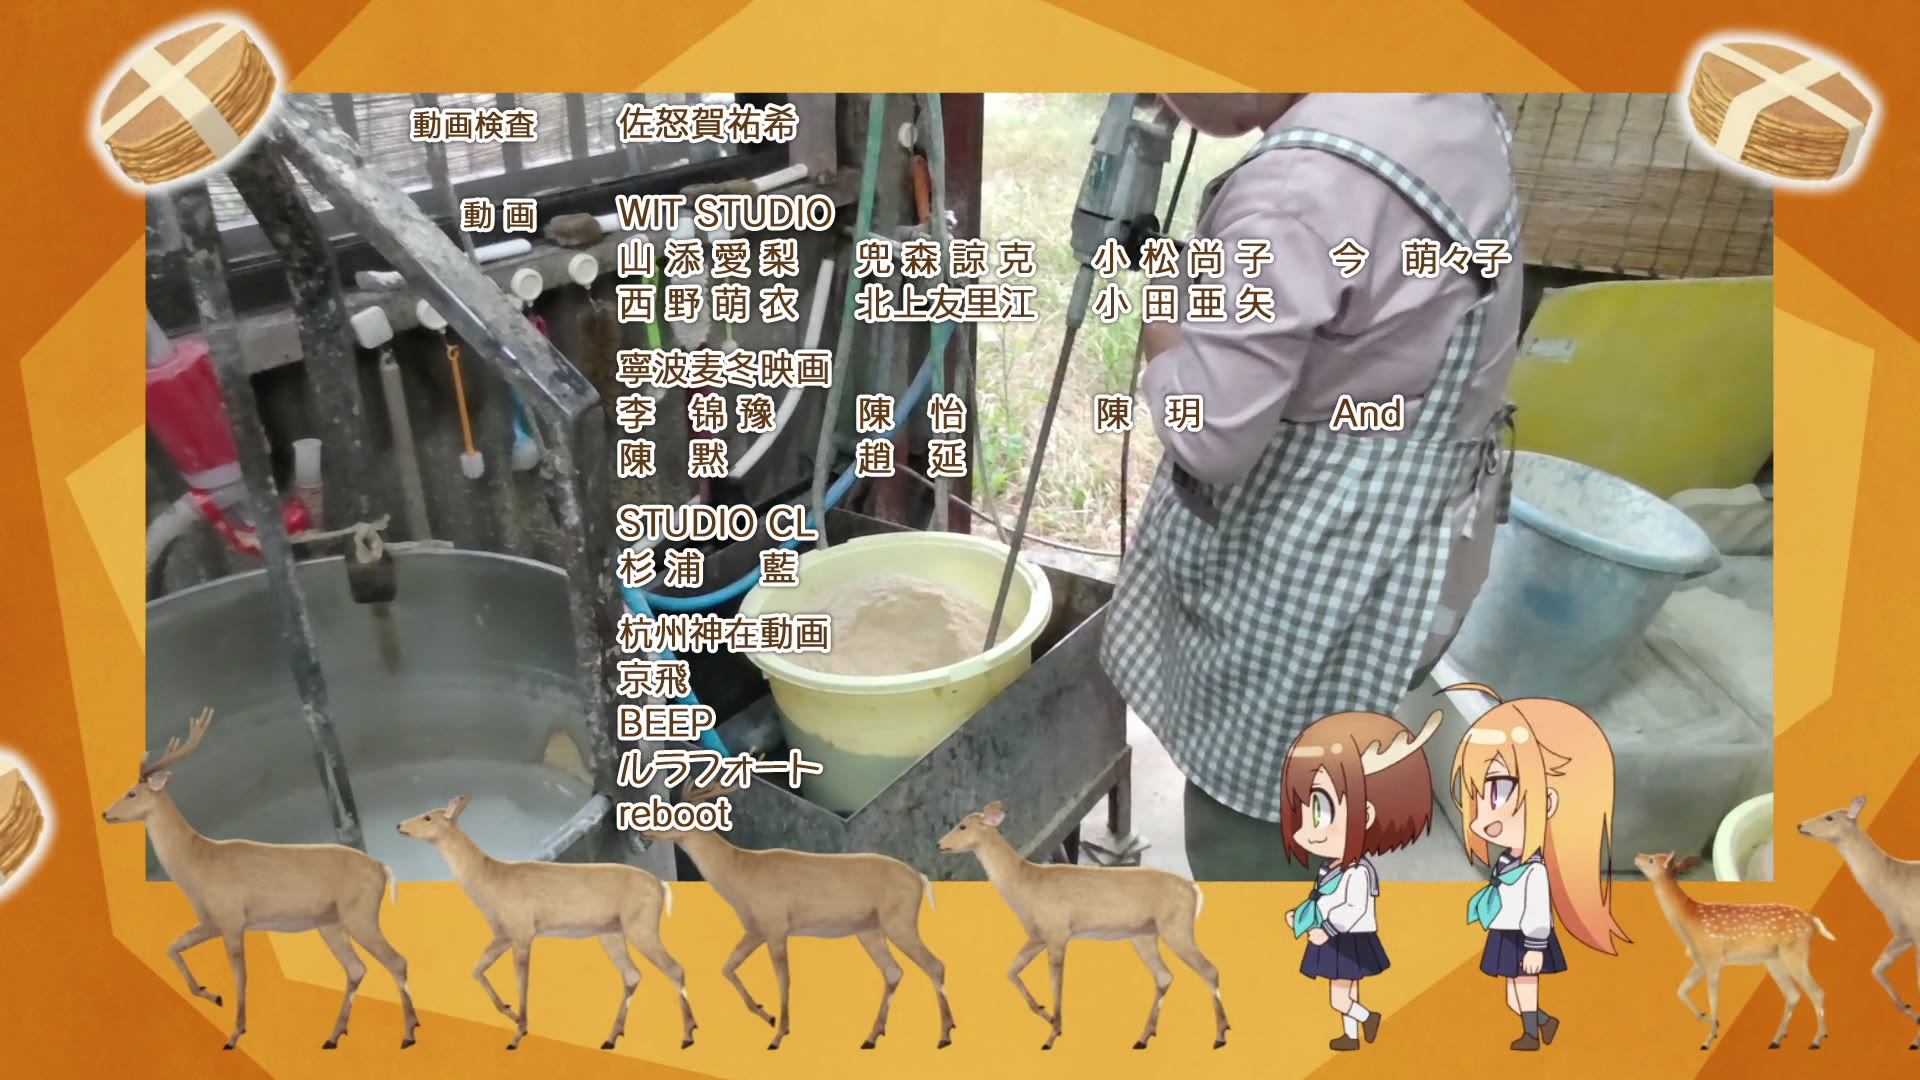 動画検査 佐怒賀祐希
動画 WIT STUDIO
山添愛梨 兜森諒克 小松尚子 今 萌々子
西野萌衣 北上友里江 小田亜矢
寧波麦冬映画
李 锦豫 陳 怡 陳 玥 And
陳 黙 趙 延
STUDIO CL
杉浦 藍
杭州神在動画
京飛
BEEP
ルラフォート
reboot